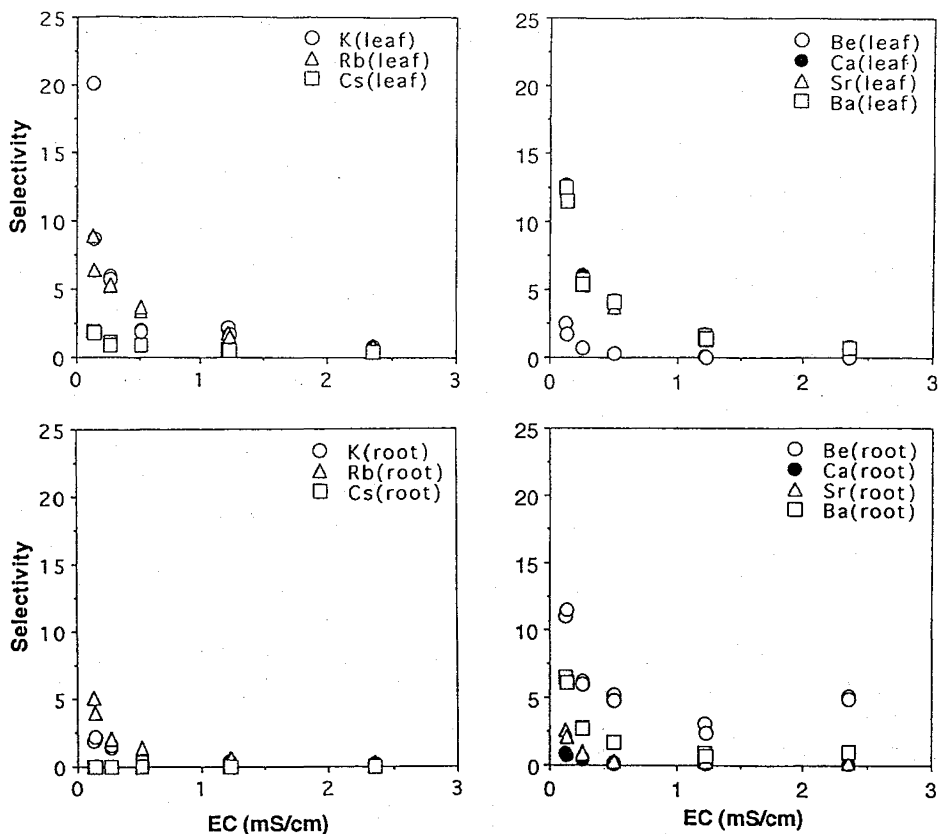 25
20
15
10
5
0
Selectivity
K(leaf)
Rb(leaf)
Cs(leaf)
0 1 2 3
25
20
15
10
5
0
Be(leaf)
Ca(leaf)
Sr(leaf)
Ba(leaf)
0 1 2 3
25
20
15
10
5
0
Selectivity
K(root)
Rb(root)
Cs(root)
0 1 2 3
EC (mS/cm)
25
20
15
10
5
0
Be(root)
Ca(root)
Sr(root)
Ba(root)
0 1 2 3
EC (mS/cm)